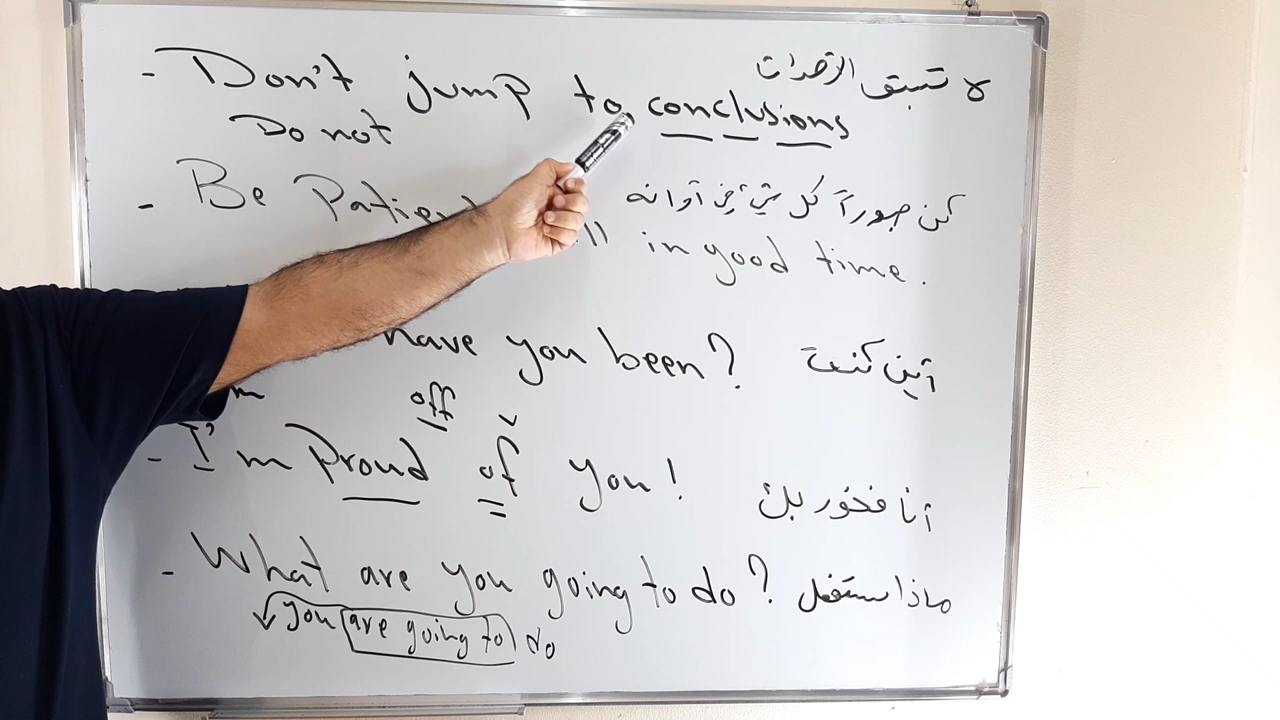 - Don't jump to conclusions لا تسبق الأحداث
Do not
- Be Patient كن صبوراً كل شيئ في أوانه
in good time.
have you been? أين كنت
off
- I'm Proud of you! أنا فخور بك
- What are you going to do? ماذا ستفعل
you are going to do